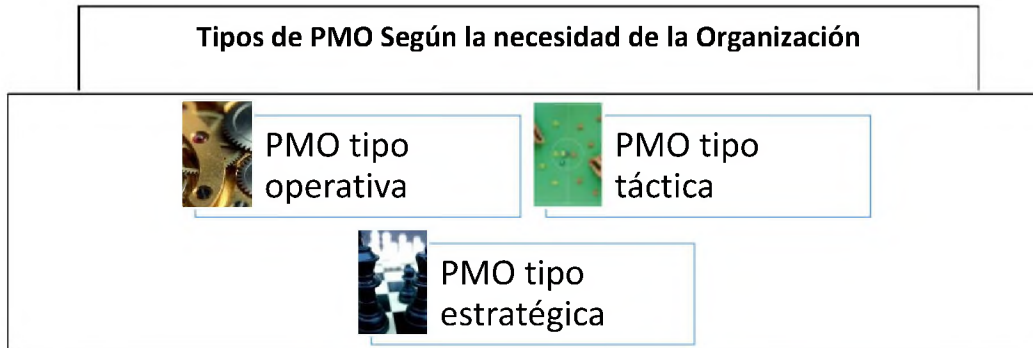 Tipos de PMO Según la necesidad de la Organización
PMO tipo
operativa
PMO tipo
táctica
PMO tipo
estratégica